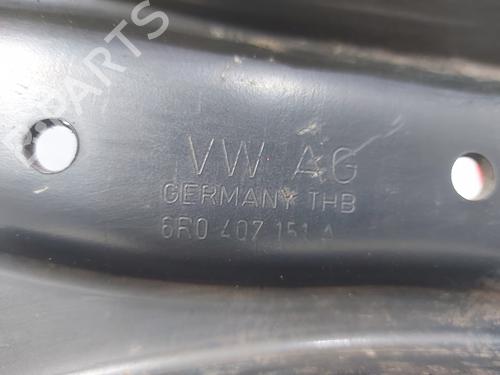 PARTS
VW AG
GERMANY THB
6R0 407 151 A